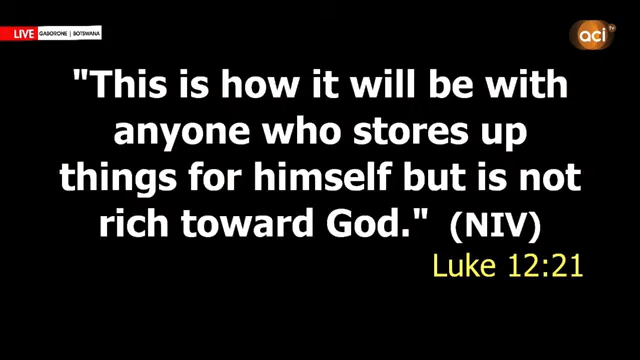 LIVE GABORONE | BOTSWANA
aci tv
"This is how it will be with
anyone who stores up
things for himself but is not
rich toward God." (NIV)
Luke 12:21